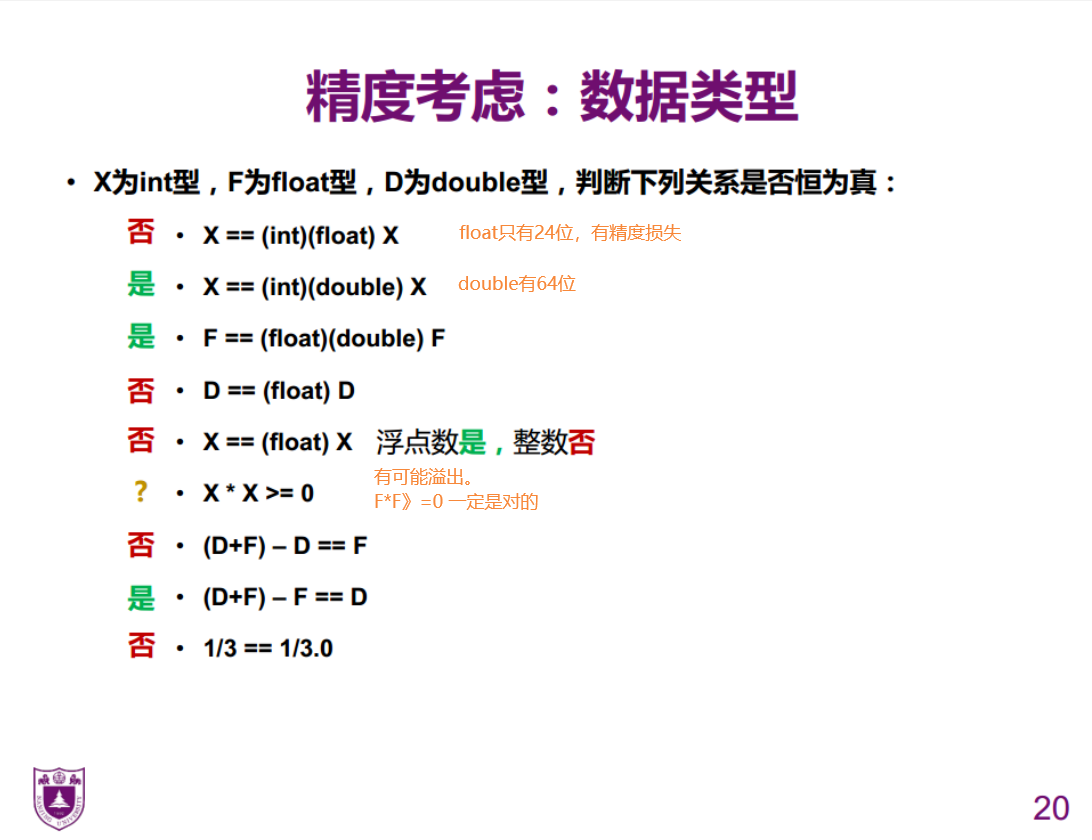 精度考虑：数据类型
• X为int型，F为float型，D为double型，判断下列关系是否恒为真：
否 • X == (int)(float) X float只有24位，有精度损失
是 • X == (int)(double) X double有64位
是 • F == (float)(double) F
否 • D == (float) D
否 • X == (float) X 浮点数是，整数否
? • X * X >= 0 有可能溢出。
F*F》=0 一定是对的
否 • (D+F) – D == F
是 • (D+F) – F == D
否 • 1/3 == 1/3.0
NANJING UNIVERSITY
20